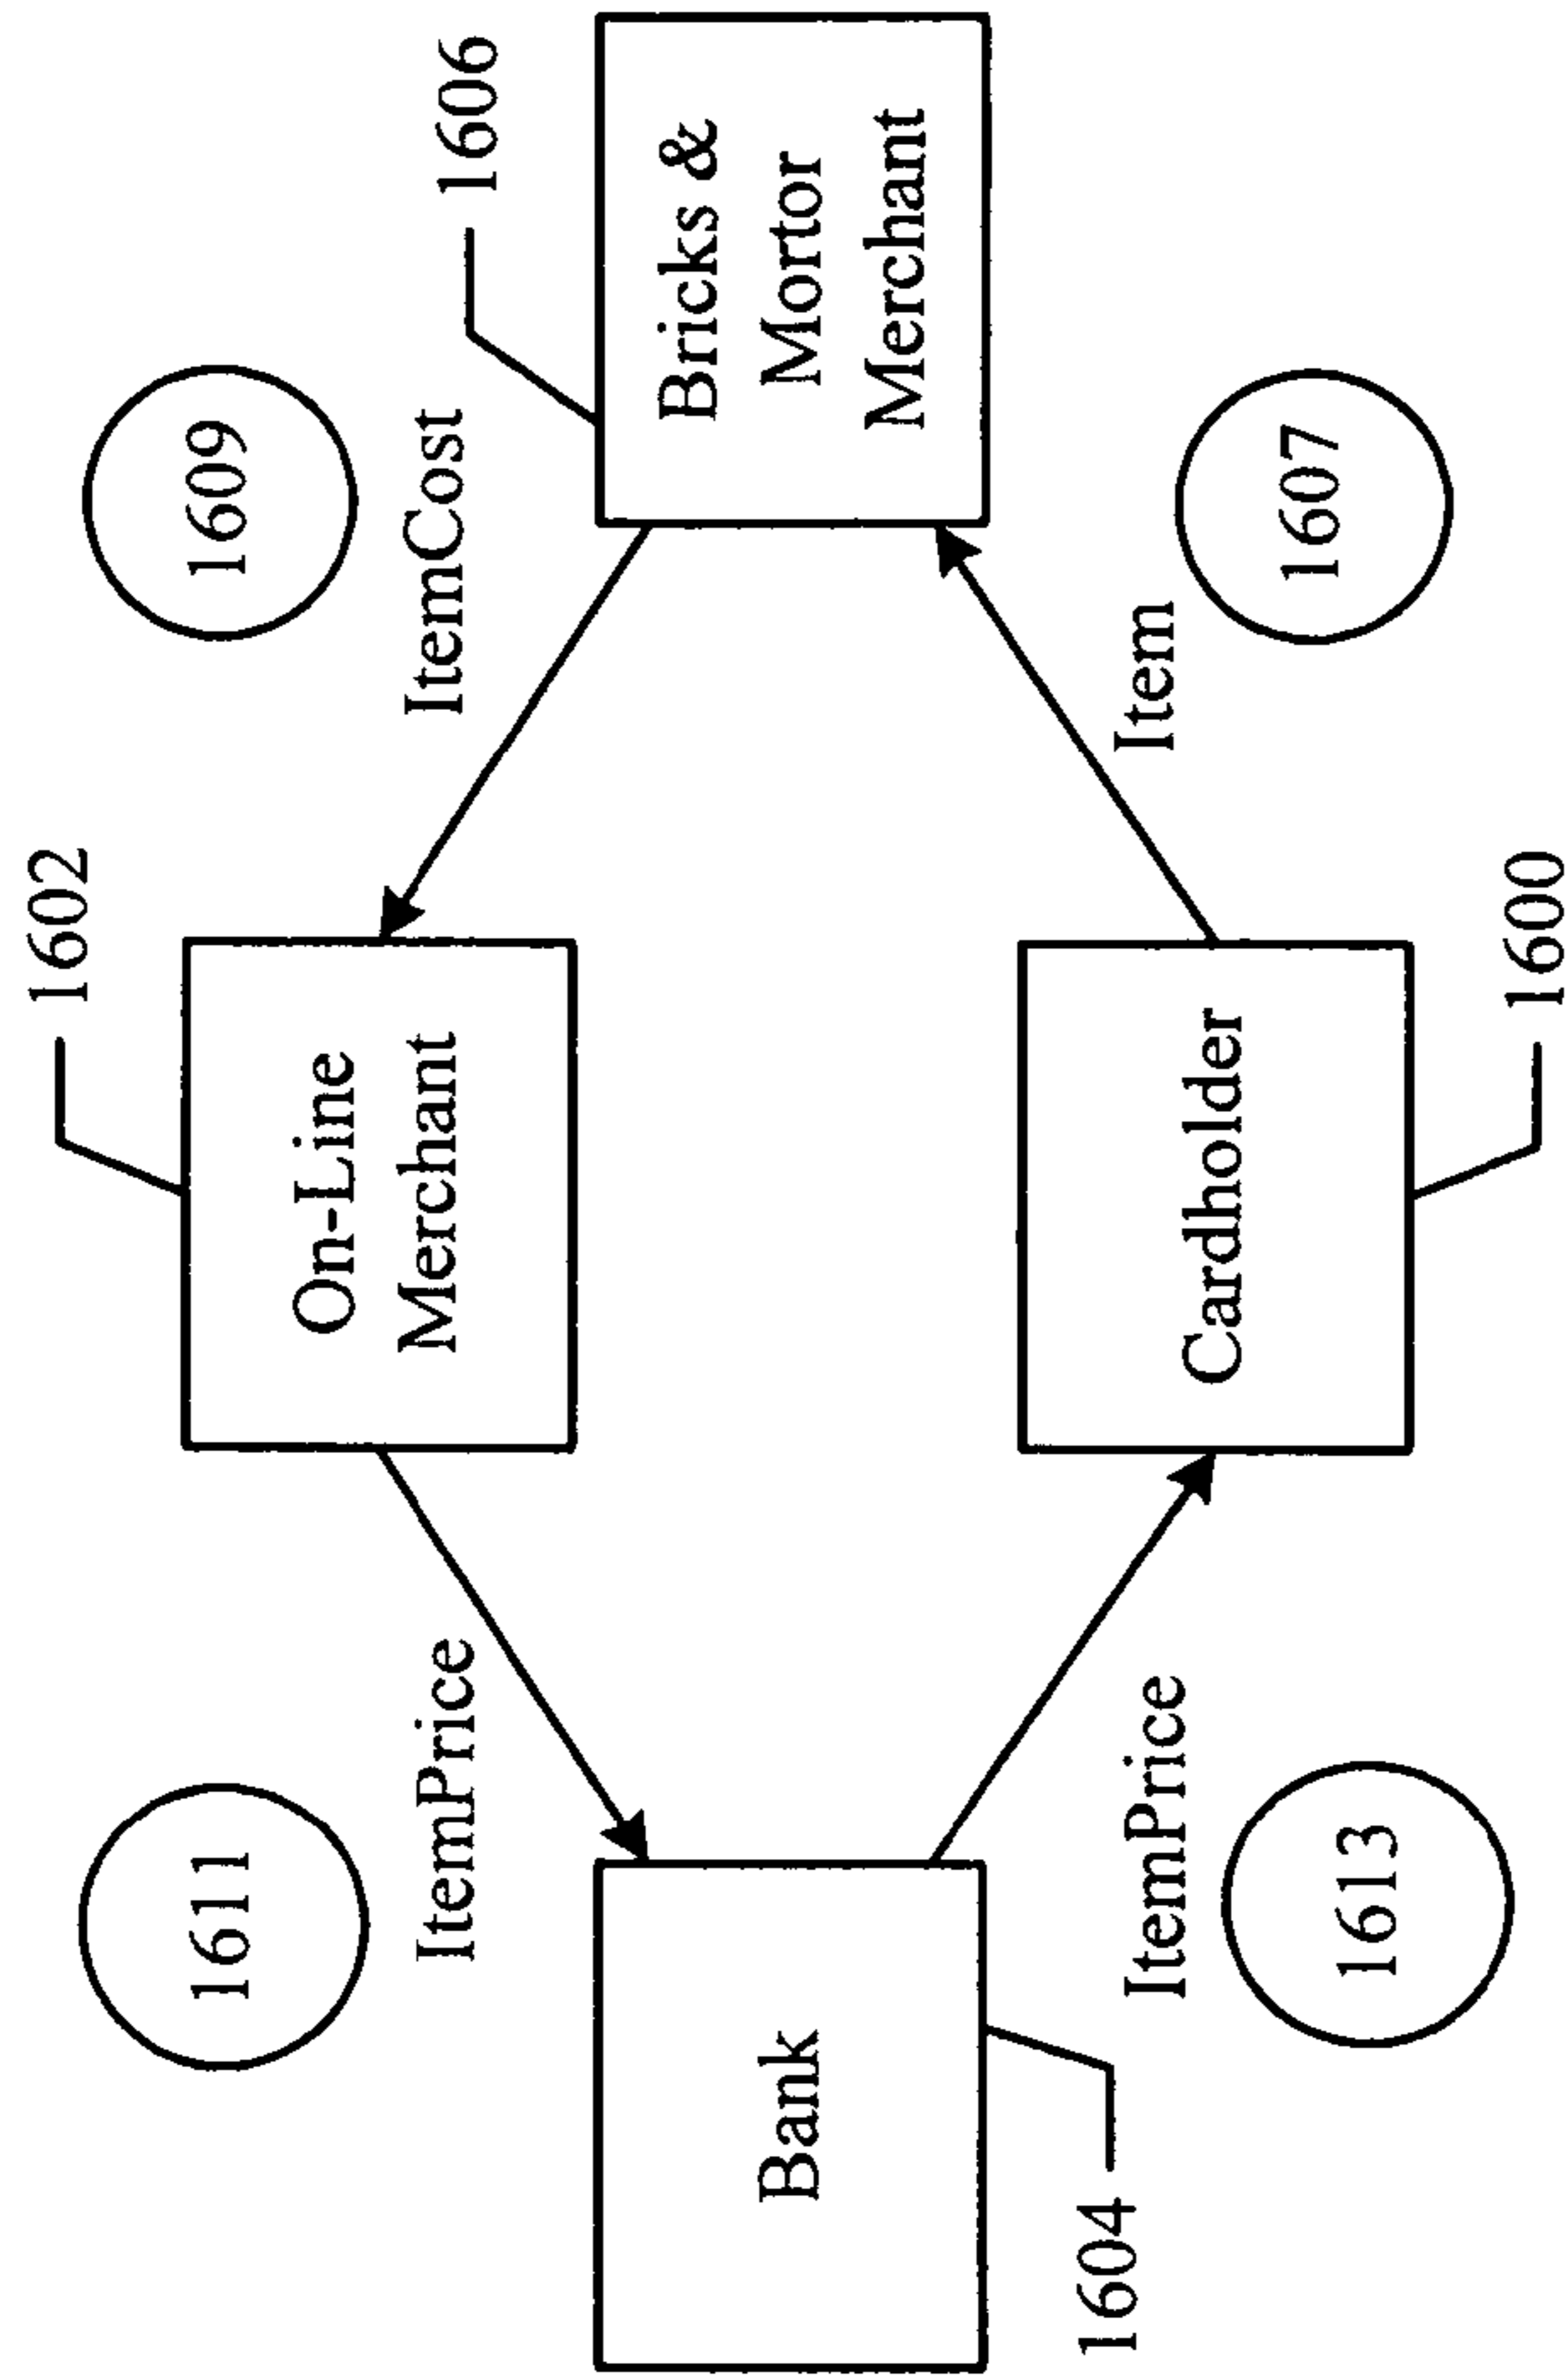 1602
1611
1609
On-Line
Merchant
ItemPrice
ItemCost
1606
Bank
Bricks &
Mortor
Merchant
1604
ItemPrice
Item
Cardholder
1613
1607
1600